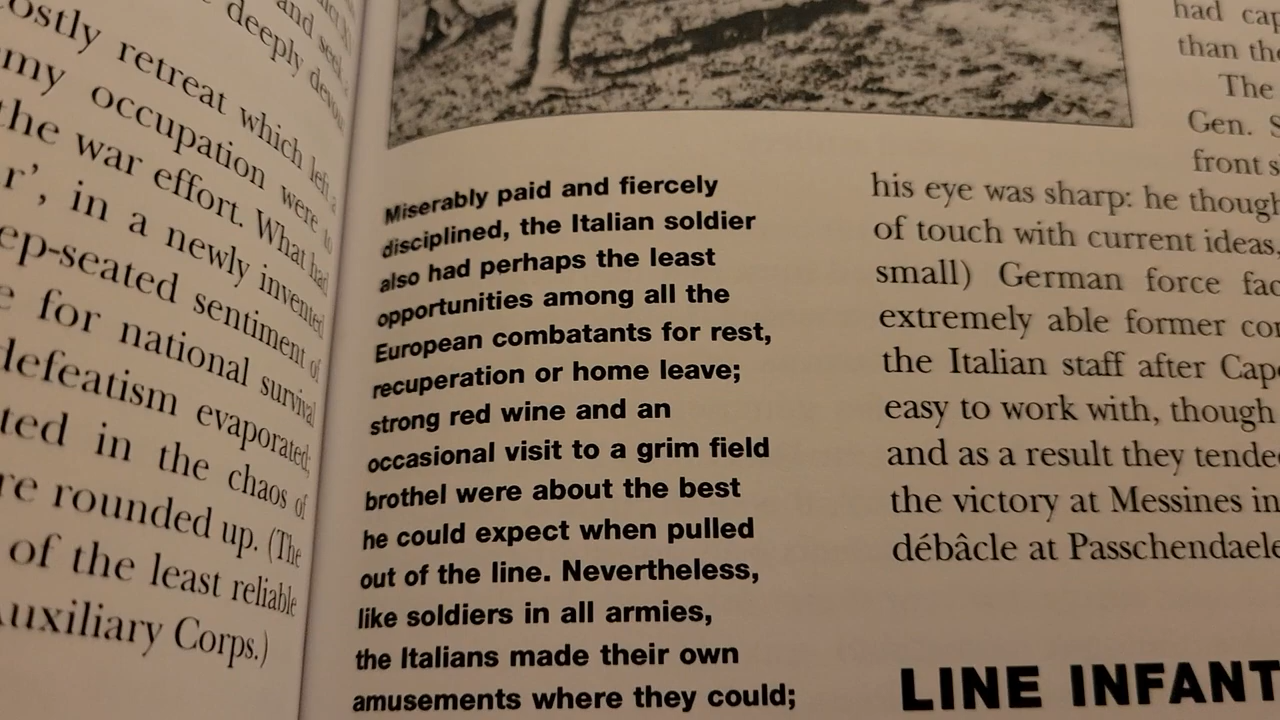 and seek
deeply devou
ostly retreat which left a
my occupation were to
the war effort. What had
r’, in a newly invented
ep-seated sentiment of
e for national survival
defeatism evaporated;
ted in the chaos of
re rounded up. (The
of the least reliable
Auxiliary Corps.)
Miserably paid and fiercely
disciplined, the Italian soldier
also had perhaps the least
opportunities among all the
European combatants for rest,
recuperation or home leave;
strong red wine and an
occasional visit to a grim field
brothel were about the best
he could expect when pulled
out of the line. Nevertheless,
like soldiers in all armies,
the Italians made their own
amusements where they could;
had cap
than the
The
Gen. S
front s
his eye was sharp: he though
of touch with current ideas,
small) German force fac
extremely able former con
the Italian staff after Cap
easy to work with, though
and as a result they tende
the victory at Messines in
débâcle at Passchendaele
LINE INFANT